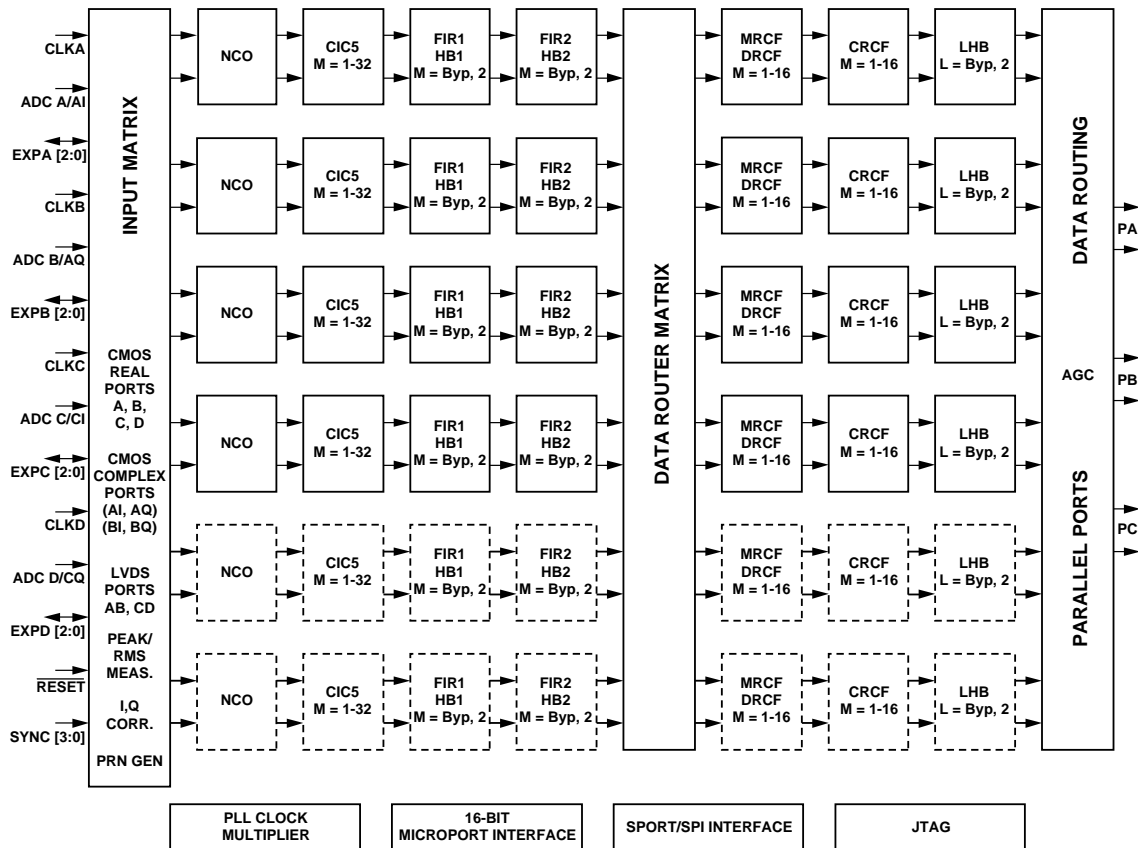 CLKA
ADC A/AI
EXPA [2:0]
CLKB
ADC B/AQ
EXPB [2:0]
CLKC
ADC C/CI
EXPC [2:0]
CLKD
ADC D/CQ
EXPD [2:0]
RESET
SYNC [3:0]
INPUT MATRIX
CMOS
REAL
PORTS
A, B,
C, D
CMOS
COMPLEX
PORTS
(AI, AQ)
(BI, BQ)
LVDS
PORTS
AB, CD
PEAK/
RMS
MEAS.
I,Q
CORR.
PRN GEN
NCO
CIC5
M = 1-32
FIR1
HB1
M = Byp, 2
FIR2
HB2
M = Byp, 2
NCO
CIC5
M = 1-32
FIR1
HB1
M = Byp, 2
FIR2
HB2
M = Byp, 2
NCO
CIC5
M = 1-32
FIR1
HB1
M = Byp, 2
FIR2
HB2
M = Byp, 2
NCO
CIC5
M = 1-32
FIR1
HB1
M = Byp, 2
FIR2
HB2
M = Byp, 2
NCO
CIC5
M = 1-32
FIR1
HB1
M = Byp, 2
FIR2
HB2
M = Byp, 2
NCO
CIC5
M = 1-32
FIR1
HB1
M = Byp, 2
FIR2
HB2
M = Byp, 2
DATA ROUTER MATRIX
MRCF
DRCF
M = 1-16
CRCF
M = 1-16
LHB
L = Byp, 2
MRCF
DRCF
M = 1-16
CRCF
M = 1-16
LHB
L = Byp, 2
MRCF
DRCF
M = 1-16
CRCF
M = 1-16
LHB
L = Byp, 2
MRCF
DRCF
M = 1-16
CRCF
M = 1-16
LHB
L = Byp, 2
MRCF
DRCF
M = 1-16
CRCF
M = 1-16
LHB
L = Byp, 2
MRCF
DRCF
M = 1-16
CRCF
M = 1-16
LHB
L = Byp, 2
DATA ROUTING
AGC
PARALLEL PORTS
PA
PB
PC
PLL CLOCK
MULTIPLIER
16-BIT
MICROPORT INTERFACE
SPORT/SPI INTERFACE
JTAG